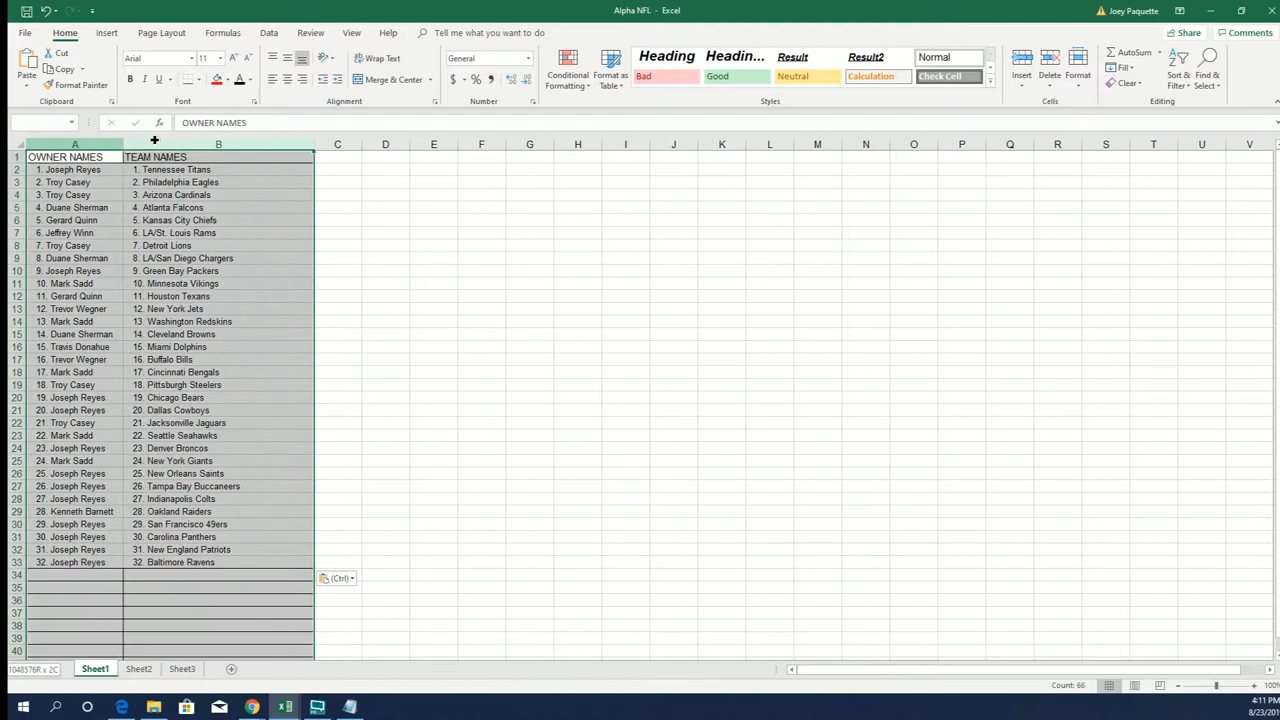 Alpha NFL - Excel
Joey Paquette
File Home Insert Page Layout Formulas Data Review View Help Tell me what you want to do
Share Comments
Paste Cut Copy Format Painter
Clipboard
Arial 11
B U A
Font
Wrap Text
Merge & Center
Alignment
General
$ % ,
Number
Conditional Formatting Format as Table
Heading Headin... Result Result2 Normal
Bad Good Neutral Calculation Check Cell
Styles
Insert Delete Format
Cells
AutoSum Fill Clear
Sort & Filter Find & Select
Editing
fx OWNER NAMES
A B C D E F G H I J K L M N O P Q R S T U V
1 OWNER NAMES TEAM NAMES
2 1. Joseph Reyes 1. Tennessee Titans
3 2. Troy Casey 2. Philadelphia Eagles
4 3. Troy Casey 3. Arizona Cardinals
5 4. Duane Sherman 4. Atlanta Falcons
6 5. Gerard Quinn 5. Kansas City Chiefs
7 6. Jeffrey Winn 6. LA/St. Louis Rams
8 7. Troy Casey 7. Detroit Lions
9 8. Duane Sherman 8. LA/San Diego Chargers
10 9. Joseph Reyes 9. Green Bay Packers
11 10. Mark Sadd 10. Minnesota Vikings
12 11. Gerard Quinn 11. Houston Texans
13 12. Trevor Wegner 12. New York Jets
14 13. Mark Sadd 13. Washington Redskins
15 14. Duane Sherman 14. Cleveland Browns
16 15. Travis Donahue 15. Miami Dolphins
17 16. Trevor Wegner 16. Buffalo Bills
18 17. Mark Sadd 17. Cincinnati Bengals
19 18. Troy Casey 18. Pittsburgh Steelers
20 19. Joseph Reyes 19. Chicago Bears
21 20. Joseph Reyes 20. Dallas Cowboys
22 21. Troy Casey 21. Jacksonville Jaguars
23 22. Mark Sadd 22. Seattle Seahawks
24 23. Joseph Reyes 23. Denver Broncos
25 24. Mark Sadd 24. New York Giants
26 25. Joseph Reyes 25. New Orleans Saints
27 26. Joseph Reyes 26. Tampa Bay Buccaneers
28 27. Joseph Reyes 27. Indianapolis Colts
29 28. Kenneth Barnett 28. Oakland Raiders
30 29. Joseph Reyes 29. San Francisco 49ers
31 30. Joseph Reyes 30. Carolina Panthers
32 31. Joseph Reyes 31. New England Patriots
33 32. Joseph Reyes 32. Baltimore Ravens
34 (Ctrl)
35
36
37
38
39
40
1048576R x 2C Sheet1 Sheet2 Sheet3
Count: 66 100%
4:11 PM
8/23/201